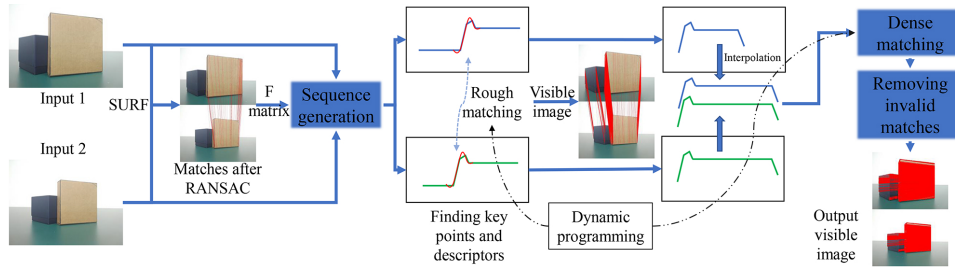 Input 1
Input 2
SURF
Matches after
RANSAC
F
matrix
Sequence
generation
Rough
matching
Finding key
points and
descriptors
Visible
image
Dynamic
programming
Interpolation
Dense
matching
Removing
invalid
matches
Output
visible
image